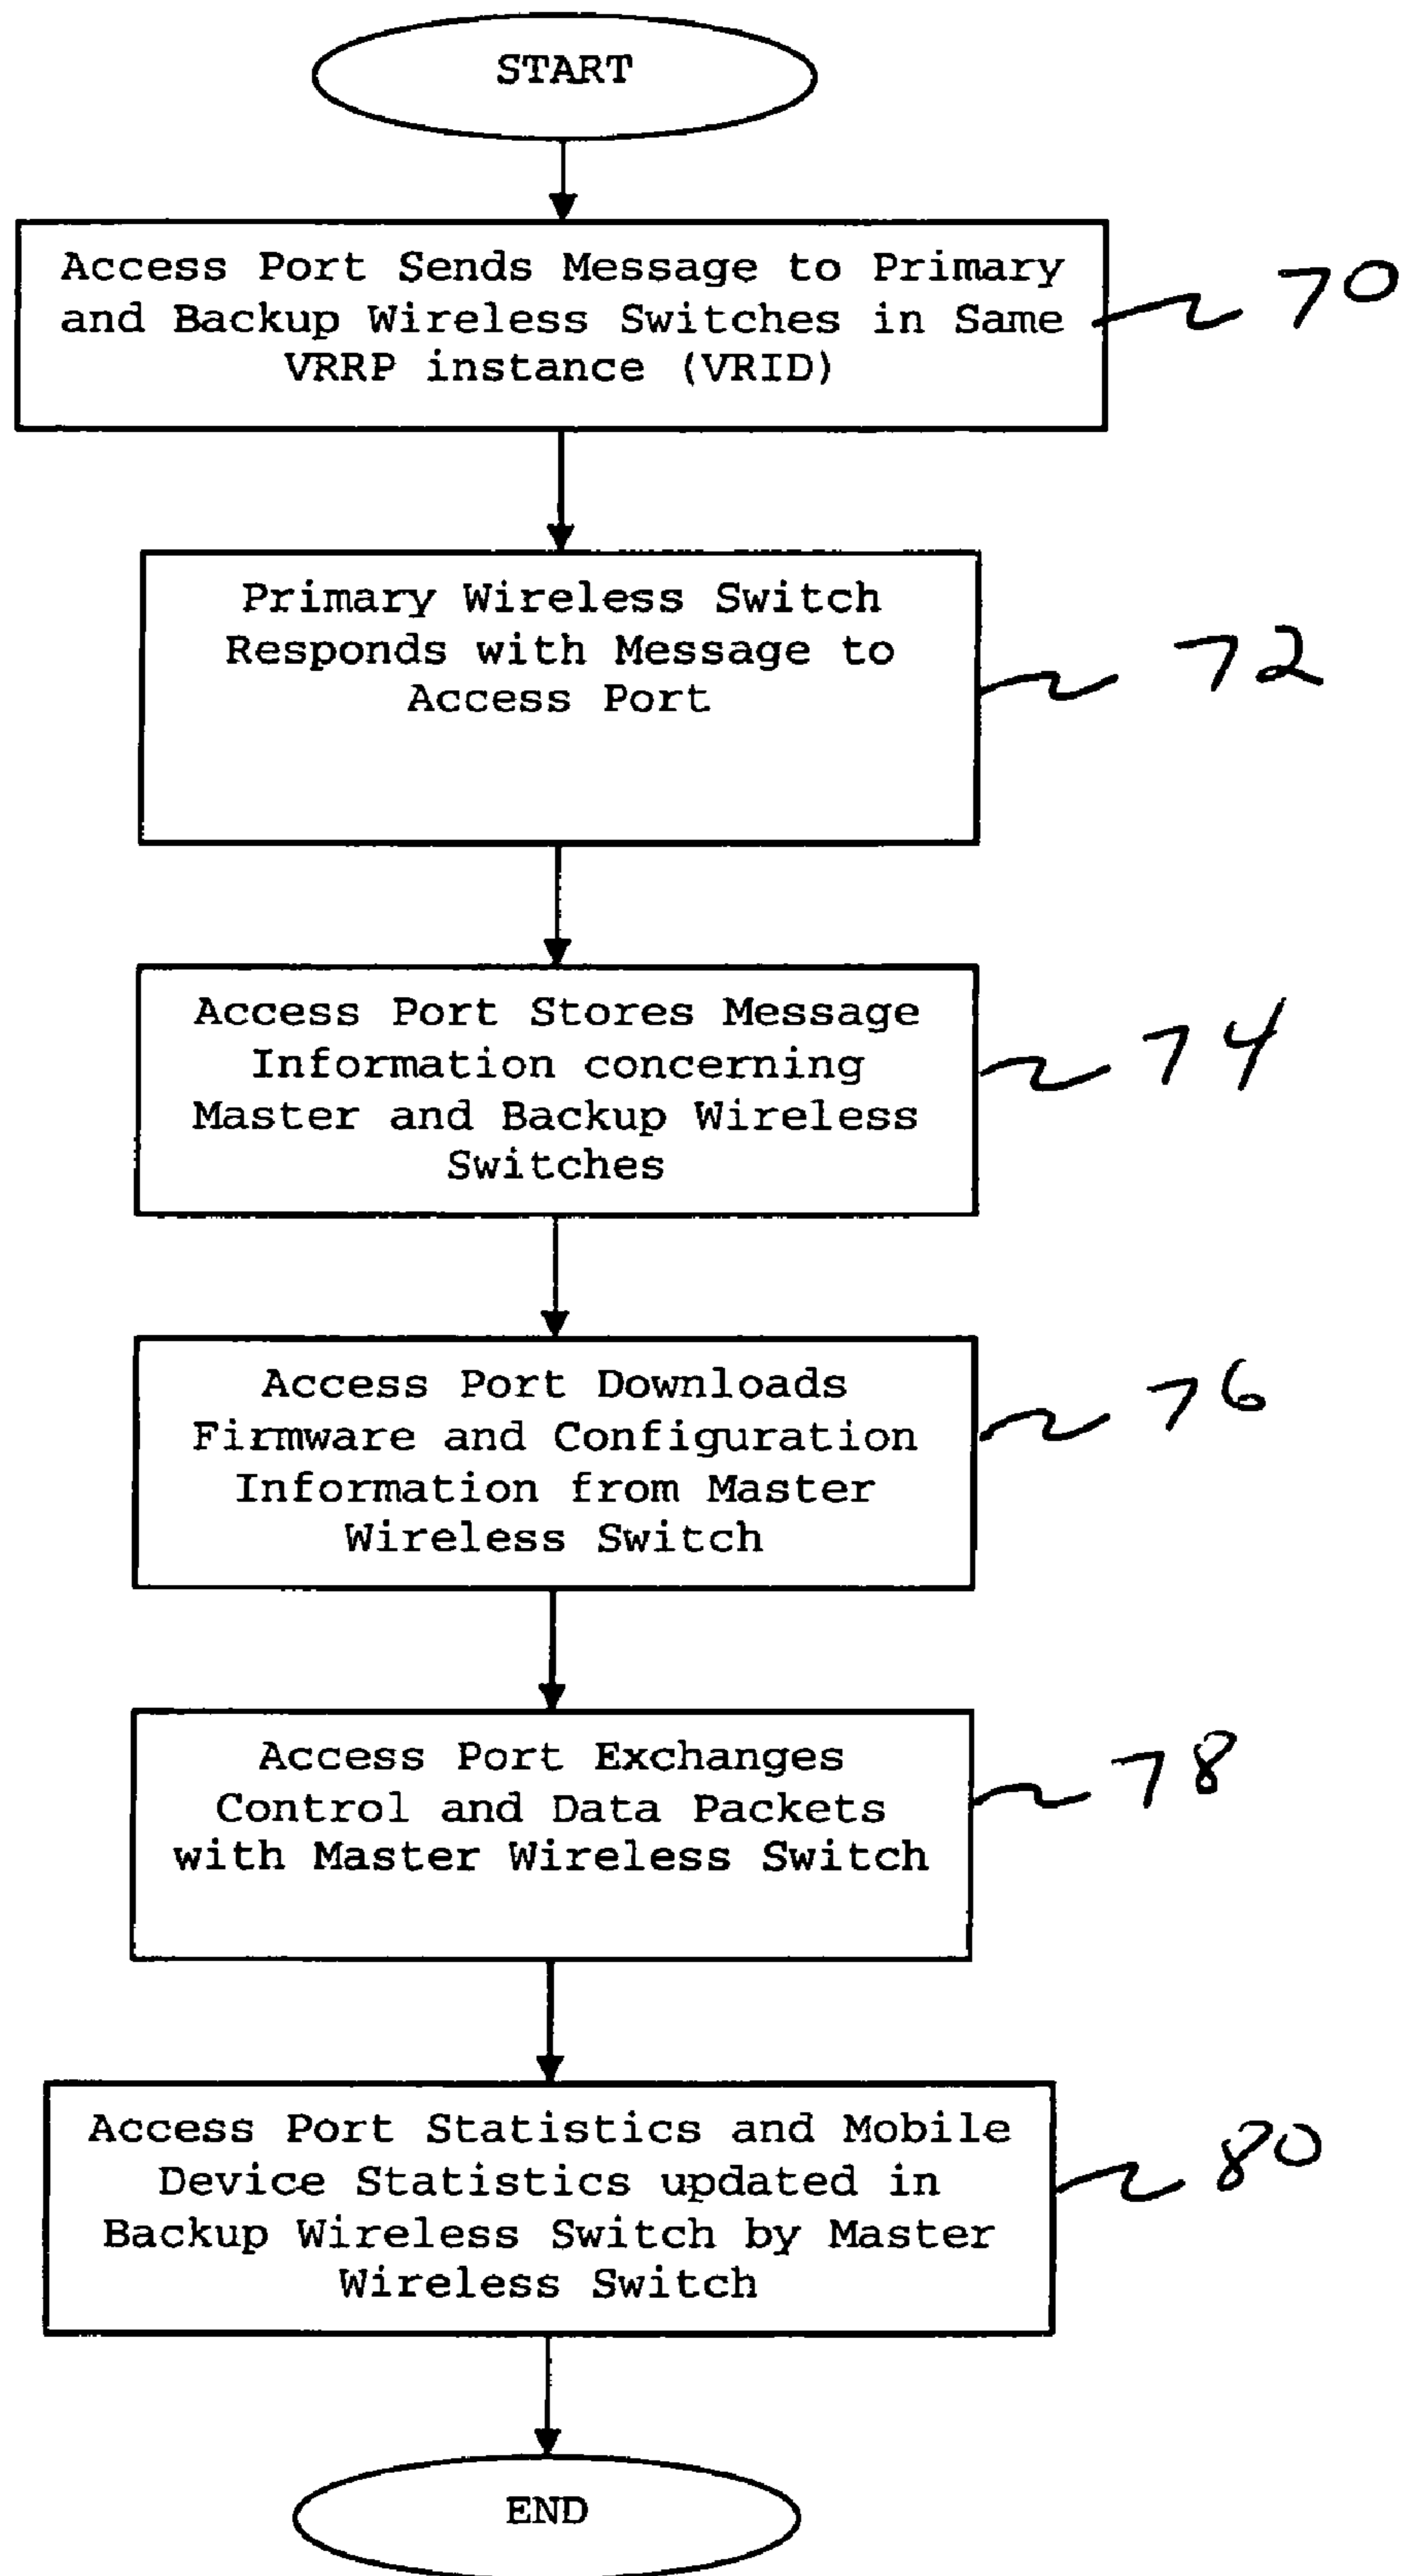 START
Access Port Sends Message to Primary
and Backup Wireless Switches in Same
VRRP instance (VRID)
70
Primary Wireless Switch
Responds with Message to
Access Port
72
Access Port Stores Message
Information concerning
Master and Backup Wireless
Switches
74
Access Port Downloads
Firmware and Configuration
Information from Master
Wireless Switch
76
Access Port Exchanges
Control and Data Packets
with Master Wireless Switch
78
Access Port Statistics and Mobile
Device Statistics updated in
Backup Wireless Switch by Master
Wireless Switch
80
END